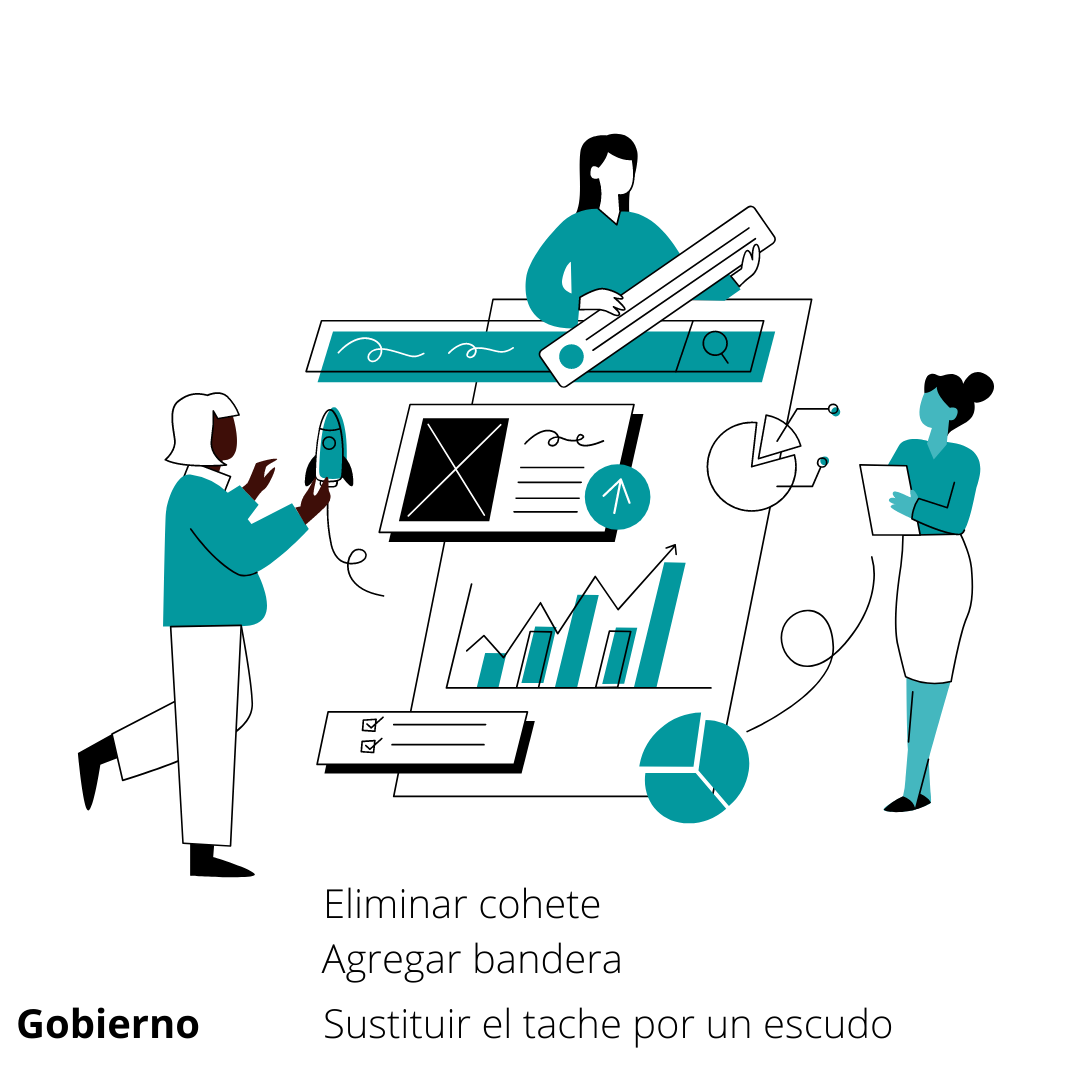 Eliminar cohete
Agregar bandera
Gobierno Sustituir el tache por un escudo